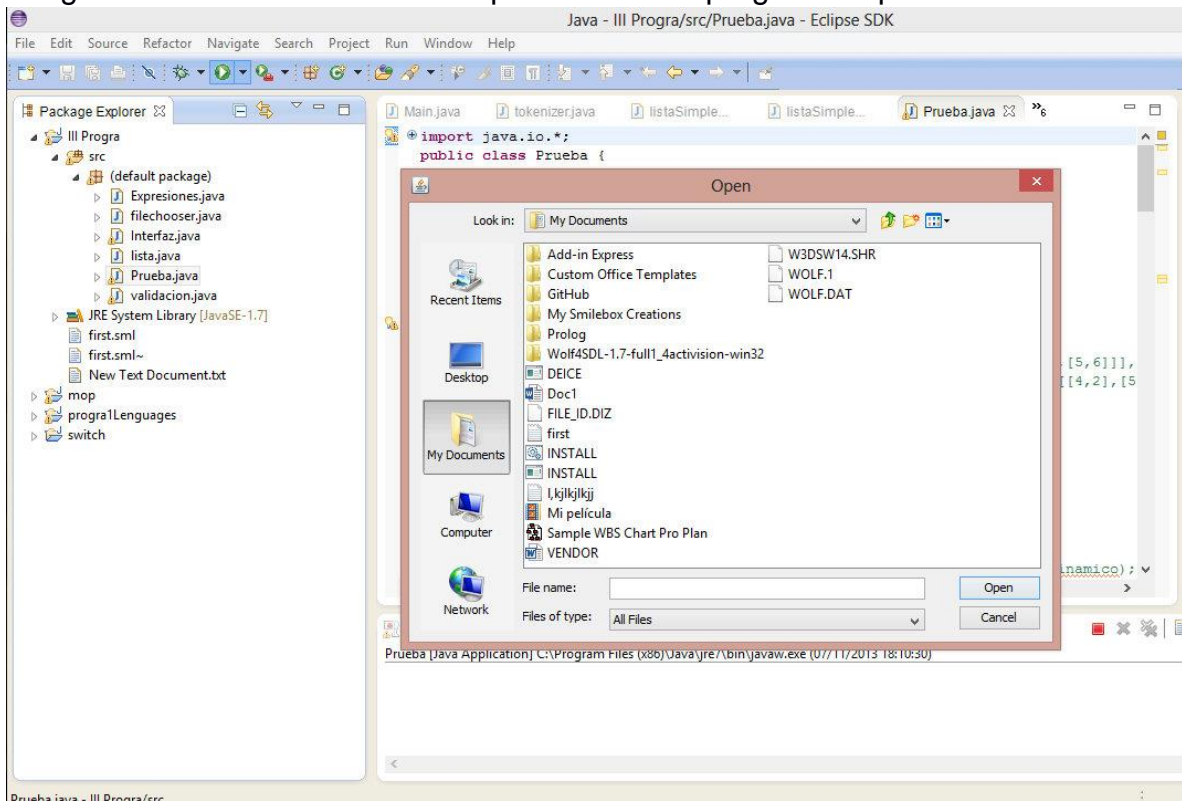 Java - III Progra/src/Prueba.java - Eclipse SDK
File Edit Source Refactor Navigate Search Project Run Window Help
Package Explorer
III Progra
src
(default package)
Expresiones.java
filechooser.java
Interfaz.java
lista.java
Prueba.java
validacion.java
JRE System Library [JavaSE-1.7]
first.sml
first.sml~
New Text Document.txt
mop
progra1Lenguages
switch
Main.java tokenizer.java listaSimple... listaSimple... Prueba.java »6
import java.io.*;
public class Prueba {
[5,6]]],
[[4,2],[5
inamico);
Open
Look in: My Documents
Recent Items
Desktop
My Documents
Computer
Network
Add-in Express
Custom Office Templates
GitHub
My Smilebox Creations
Prolog
Wolf4SDL-1.7-full1_4activision-win32
DEICE
Doc1
FILE_ID.DIZ
first
INSTALL
INSTALL
l,kjlkjlkjj
Mi película
Sample WBS Chart Pro Plan
VENDOR
W3DSW14.SHR
WOLF.1
WOLF.DAT
File name: Open
Files of type: All Files Cancel
Prueba [Java Application] C:\Program Files (x86)\Java\jre7\bin\javaw.exe (07/11/2013 18:10:30)
Prueba.java - III Progra/src